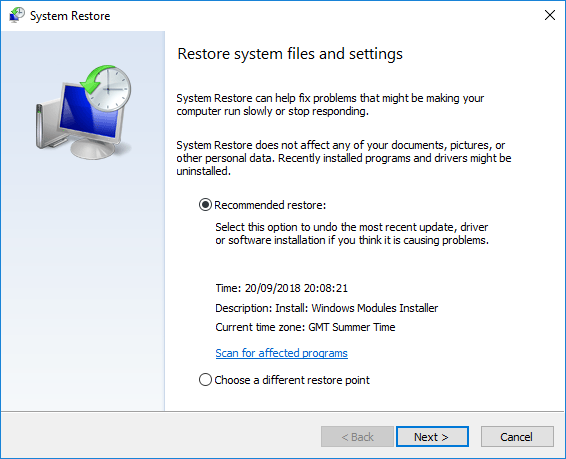 System Restore
Restore system files and settings
System Restore can help fix problems that might be making your
computer run slowly or stop responding.
System Restore does not affect any of your documents, pictures, or
other personal data. Recently installed programs and drivers might be
uninstalled.
Recommended restore:
Select this option to undo the most recent update, driver
or software installation if you think it is causing problems.
Time: 20/09/2018 20:08:21
Description: Install: Windows Modules Installer
Current time zone: GMT Summer Time
Scan for affected programs
Choose a different restore point
< Back Next > Cancel